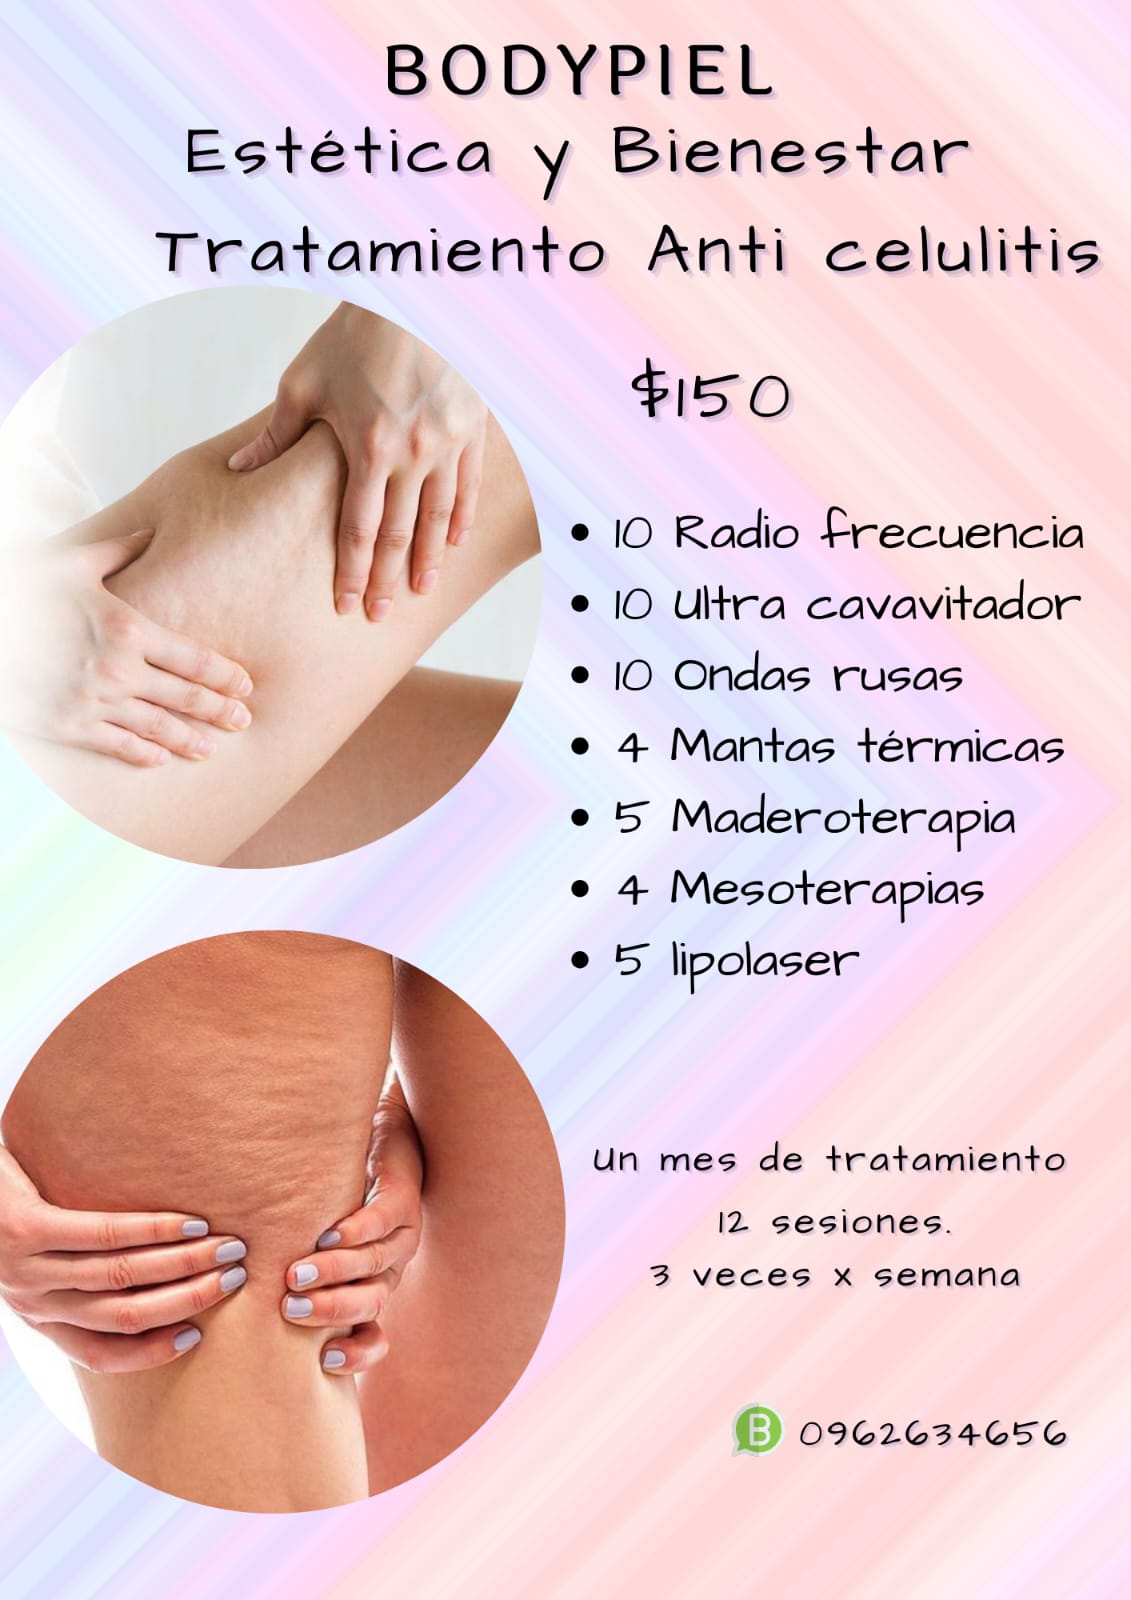 BODYPIEL
Estética y Bienestar
Tratamiento Anti celulitis
$150
• 10 Radio frecuencia
• 10 Ultra cavavitador
• 10 Ondas rusas
• 4 Mantas térmicas
• 5 Maderoterapia
• 4 Mesoterapias
• 5 lipolaser
Un mes de tratamiento
12 sesiones.
3 veces x semana
B 0962634656